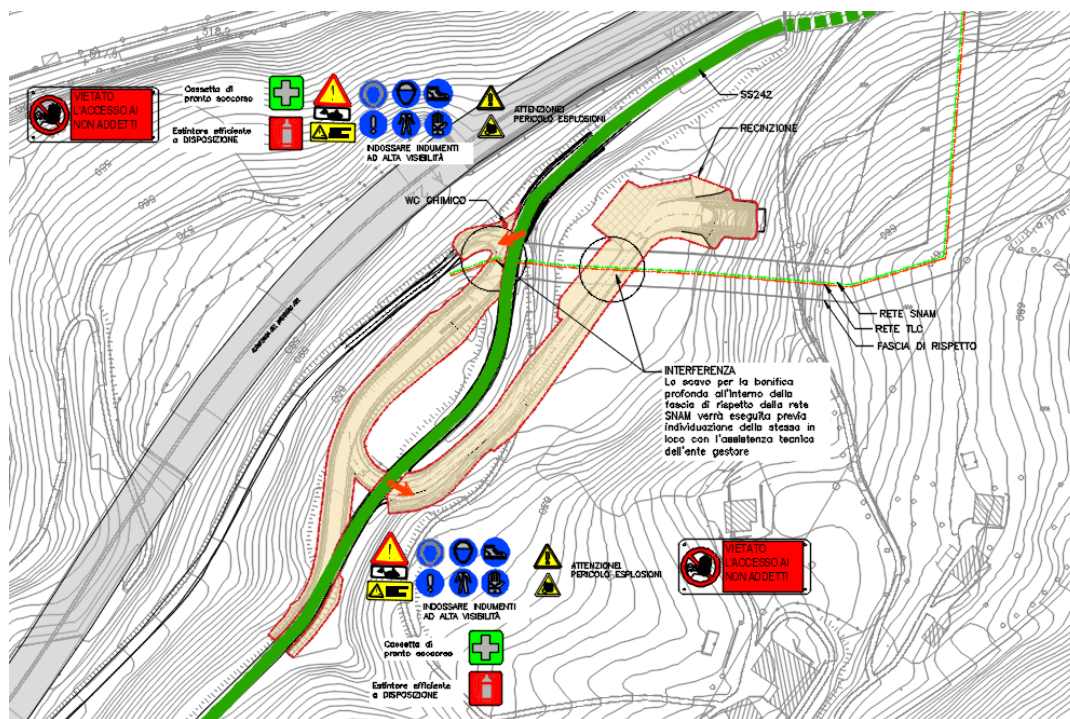 VIETATO
L'ACCESSO AI
NON ADDETTI
Cassetta di
pronto soccorso
Estintore efficiente
a DISPOSIZIONE
INDOSSARE INDUMENTI
AD ALTA VISIBILITÀ
ATTENZIONE!
PERICOLO ESPLOSIONI
SS242
RECINZIONE
WC CHIMICO
RETE SNAM
RETE TLC
FASCIA DI RISPETTO
INTERFERENZA
Lo scavo per la bonifica
profonda all'interno della
fascia di rispetto della rete
SNAM verrà eseguita previa
individuazione della stessa in
loco con l'assistenza tecnica
dell'ente gestore
630
ATTENZIONE!
PERICOLO ESPLOSIONI
INDOSSARE INDUMENTI
AD ALTA VISIBILITÀ
VIETATO
L'ACCESSO AI
NON ADDETTI
Cassetta di
pronto soccorso
Estintore efficiente
a DISPOSIZIONE